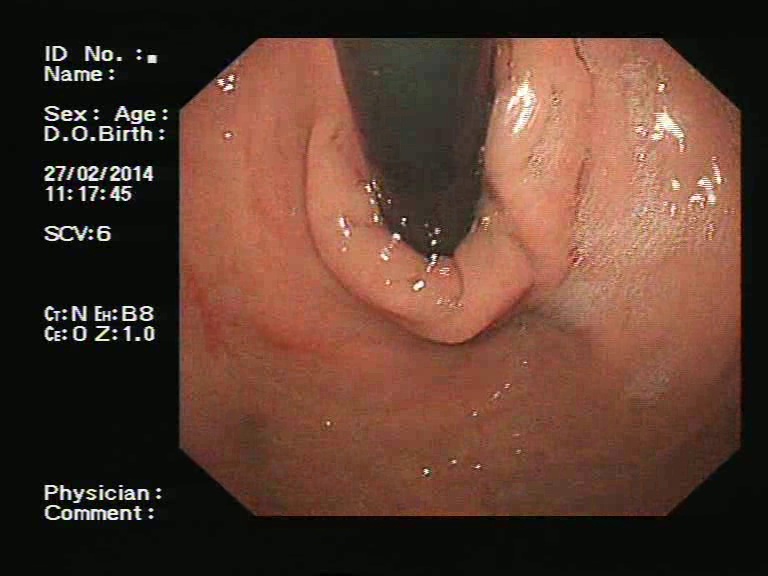 ID No. :
Name:
Sex: Age:
D.O.Birth:
27/02/2014
11:17:45
SCV:6
CT:N EH:B8
CE:0 Z:1.0
Physician:
Comment: